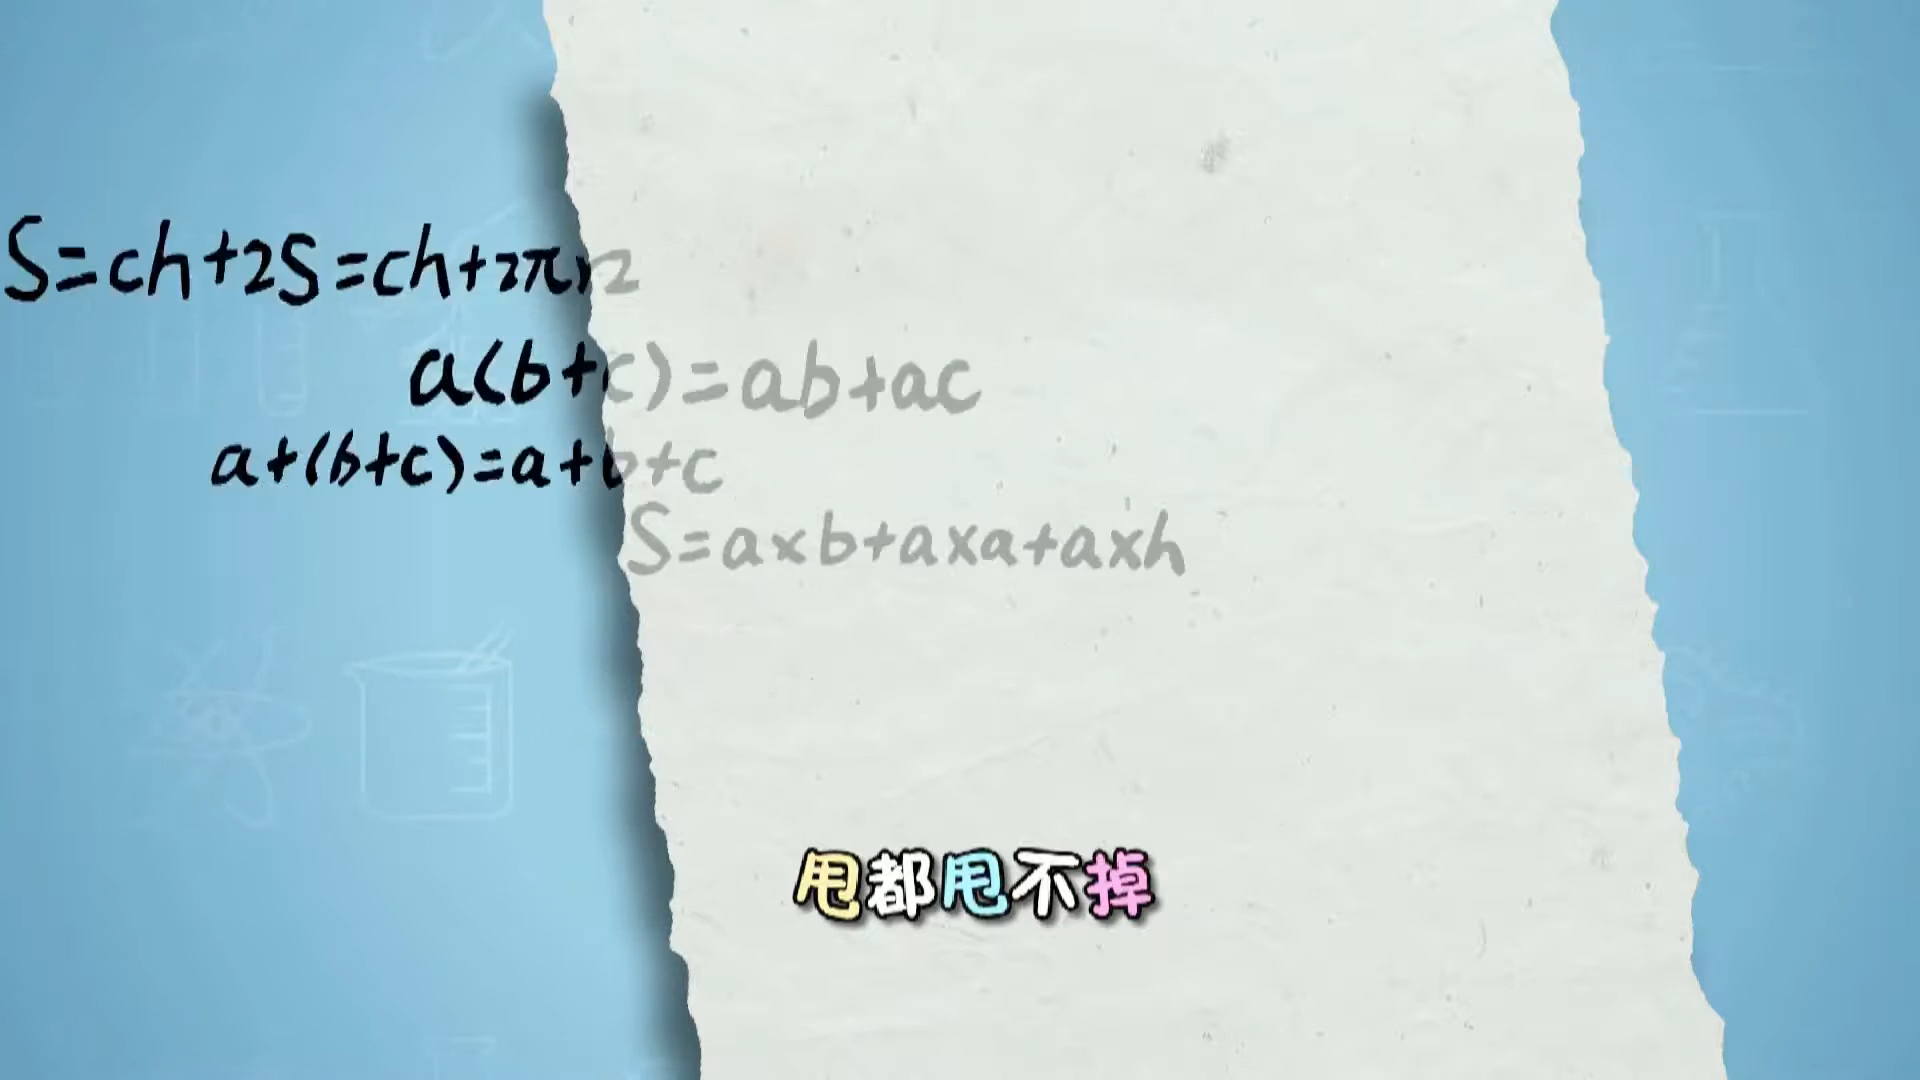 S=ch+2S=ch+2πr2
a(b+c)=ab+ac
a+(b+c)=a+b+c
S=a×b+a×a+a×h
甩都甩不掉